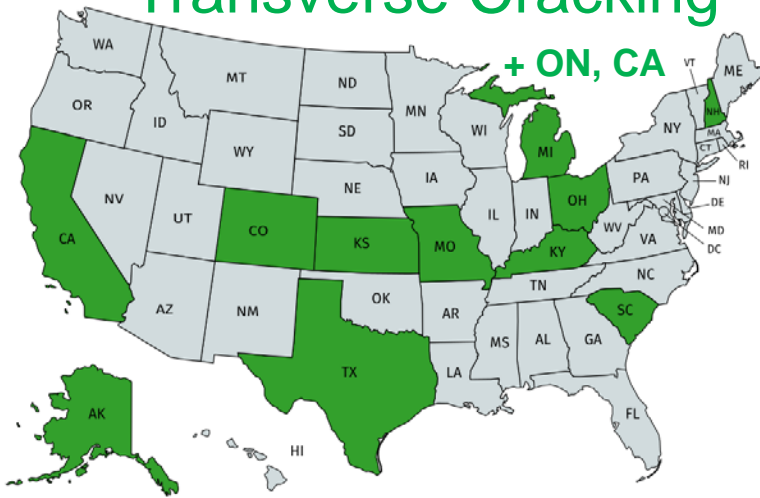 Transverse Cracking
+ ON, CA
WA
MT
ND
MN
VT
ME
OR
ID
SD
WI
MI
NY
NH
MA
CT
RI
WY
IA
PA
NJ
NV
NE
IL
IN
OH
DE
UT
CO
KS
MO
WV
VA
MD
DC
CA
KY
AZ
NM
OK
AR
TN
NC
SC
TX
LA
MS
AL
GA
FL
AK
HI